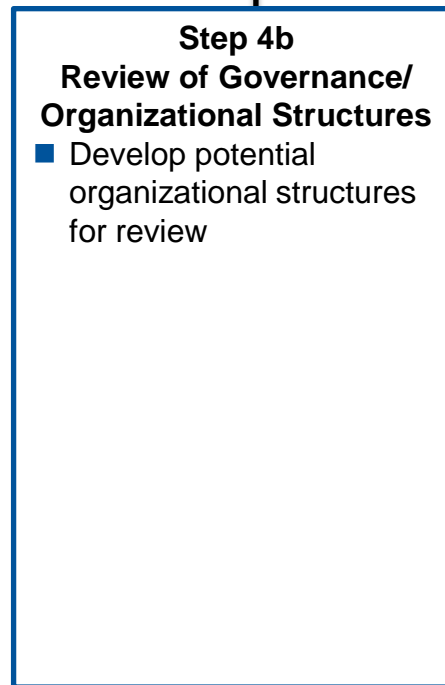 Step 4b
Review of Governance/
Organizational Structures
Develop potential
organizational structures
for review